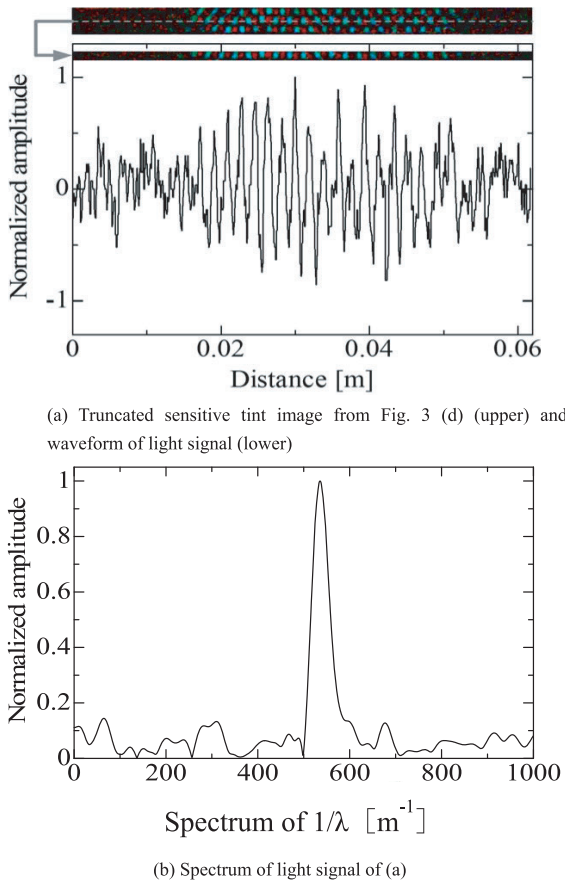 Normalized amplitude
1
0
-1
0
0.02
0.04
0.06
Distance [m]
(a) Truncated sensitive tint image from Fig. 3 (d) (upper) and
waveform of light signal (lower)
Normalized amplitude
1
0.8
0.6
0.4
0.2
0
0
200
400
600
800
1000
Spectrum of 1/λ [m⁻¹]
(b) Spectrum of light signal of (a)